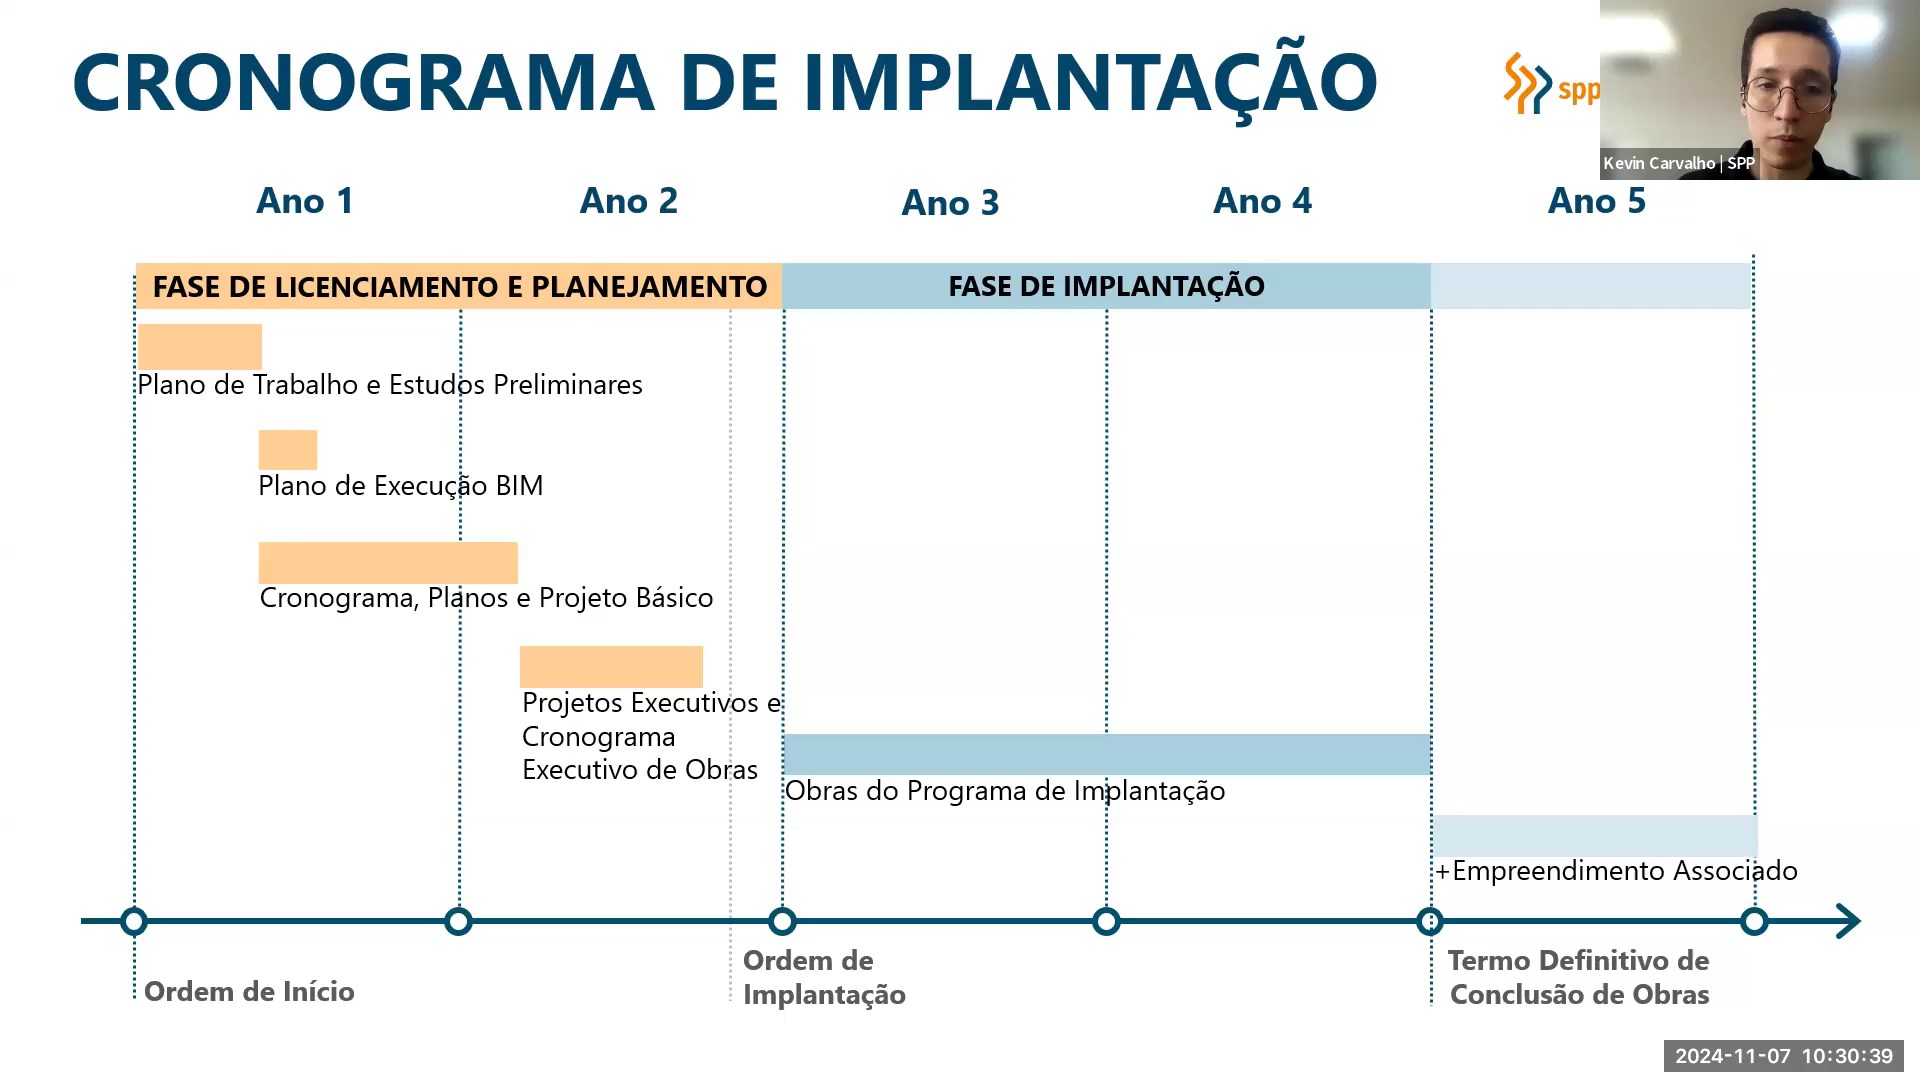 CRONOGRAMA DE IMPLANTAÇÃO
spp
Kevin Carvalho | SPP
Ano 1
Ano 2
Ano 3
Ano 4
Ano 5
FASE DE LICENCIAMENTO E PLANEJAMENTO
FASE DE IMPLANTAÇÃO
Plano de Trabalho e Estudos Preliminares
Plano de Execução BIM
Cronograma, Planos e Projeto Básico
Projetos Executivos e
Cronograma
Executivo de Obras
Obras do Programa de Implantação
+Empreendimento Associado
Ordem de Início
Ordem de
Implantação
Termo Definitivo de
Conclusão de Obras
2024-11-07 10:30:39